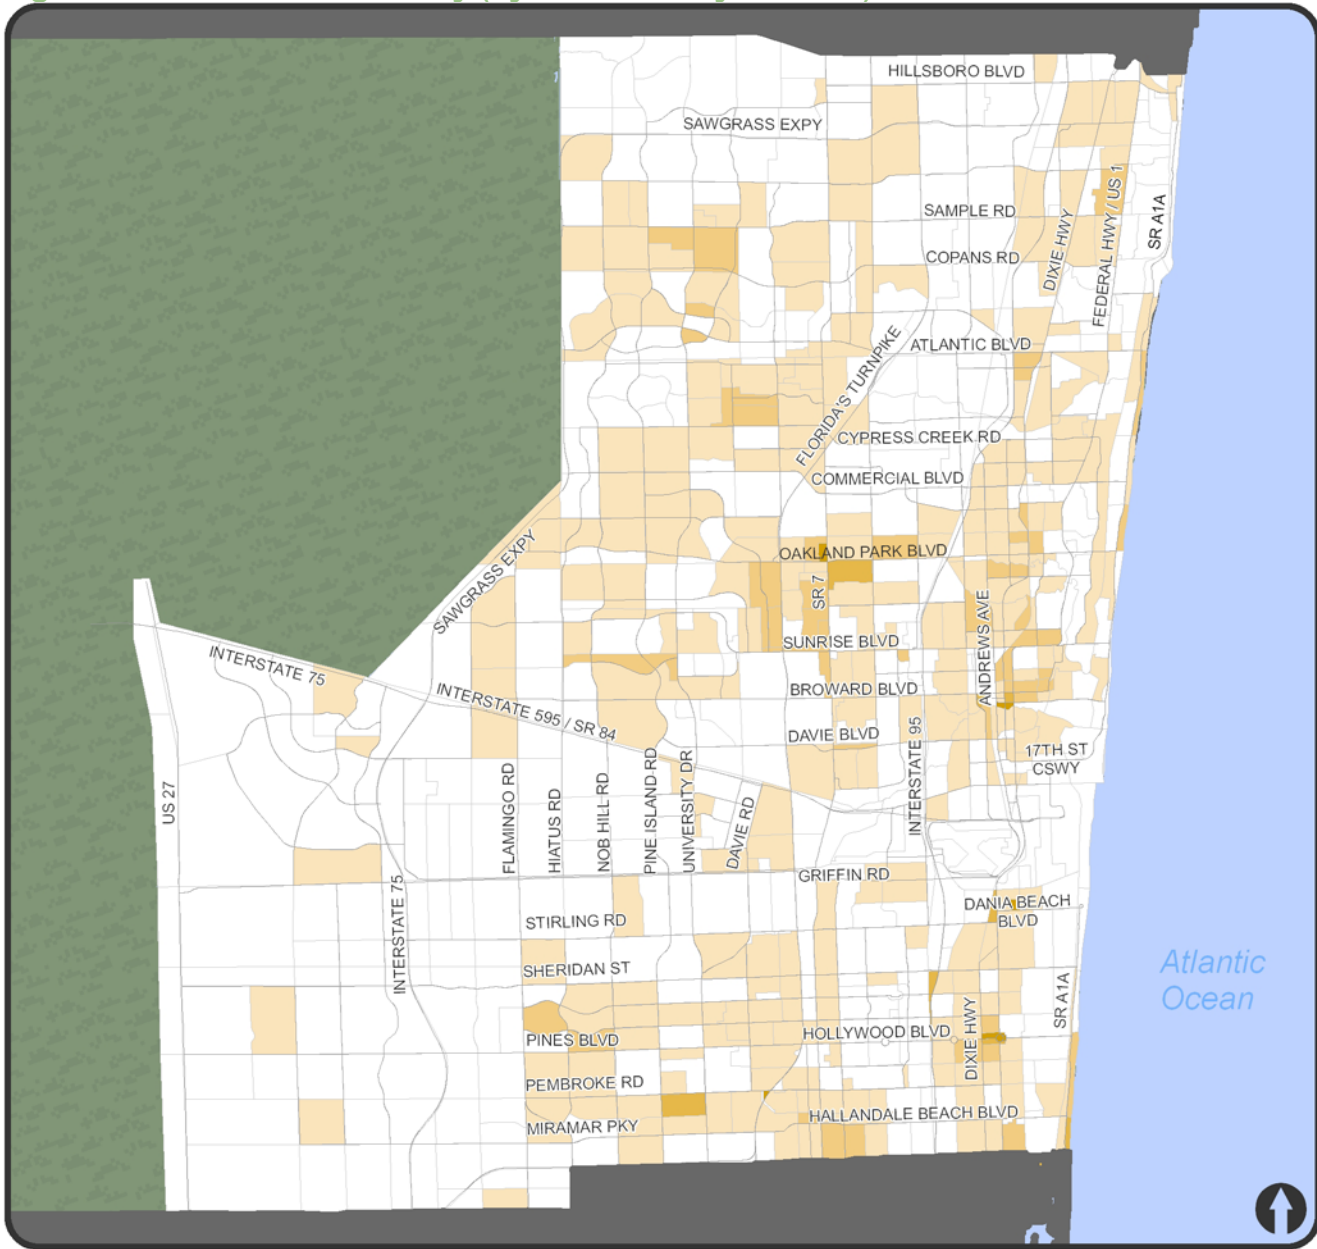 HILLSBORO BLVD
SAWGRASS EXPY
SAMPLE RD
SR A1A
FEDERAL HWY / US 1
DIXIE HWY
COPANS RD
ATLANTIC BLVD
FLORIDA'S TURNPIKE
CYPRESS CREEK RD
COMMERCIAL BLVD
OAKLAND PARK BLVD
SAWGRASS EXPY
SR 7
ANDREWS AVE
SUNRISE BLVD
INTERSTATE 75
BROWARD BLVD
INTERSTATE 595 / SR 84
DAVIE BLVD
17TH ST
CSWY
INTERSTATE 95
US 27
FLAMINGO RD
HIATUS RD
NOB HILL RD
PINE ISLAND RD
UNIVERSITY DR
DAVIE RD
GRIFFIN RD
DANIA BEACH
BLVD
STIRLING RD
INTERSTATE 75
SHERIDAN ST
Atlantic
Ocean
SR A1A
HOLLYWOOD BLVD
DIXIE HWY
PINES BLVD
PEMBROKE RD
HALLANDALE BEACH BLVD
MIRAMAR PKY